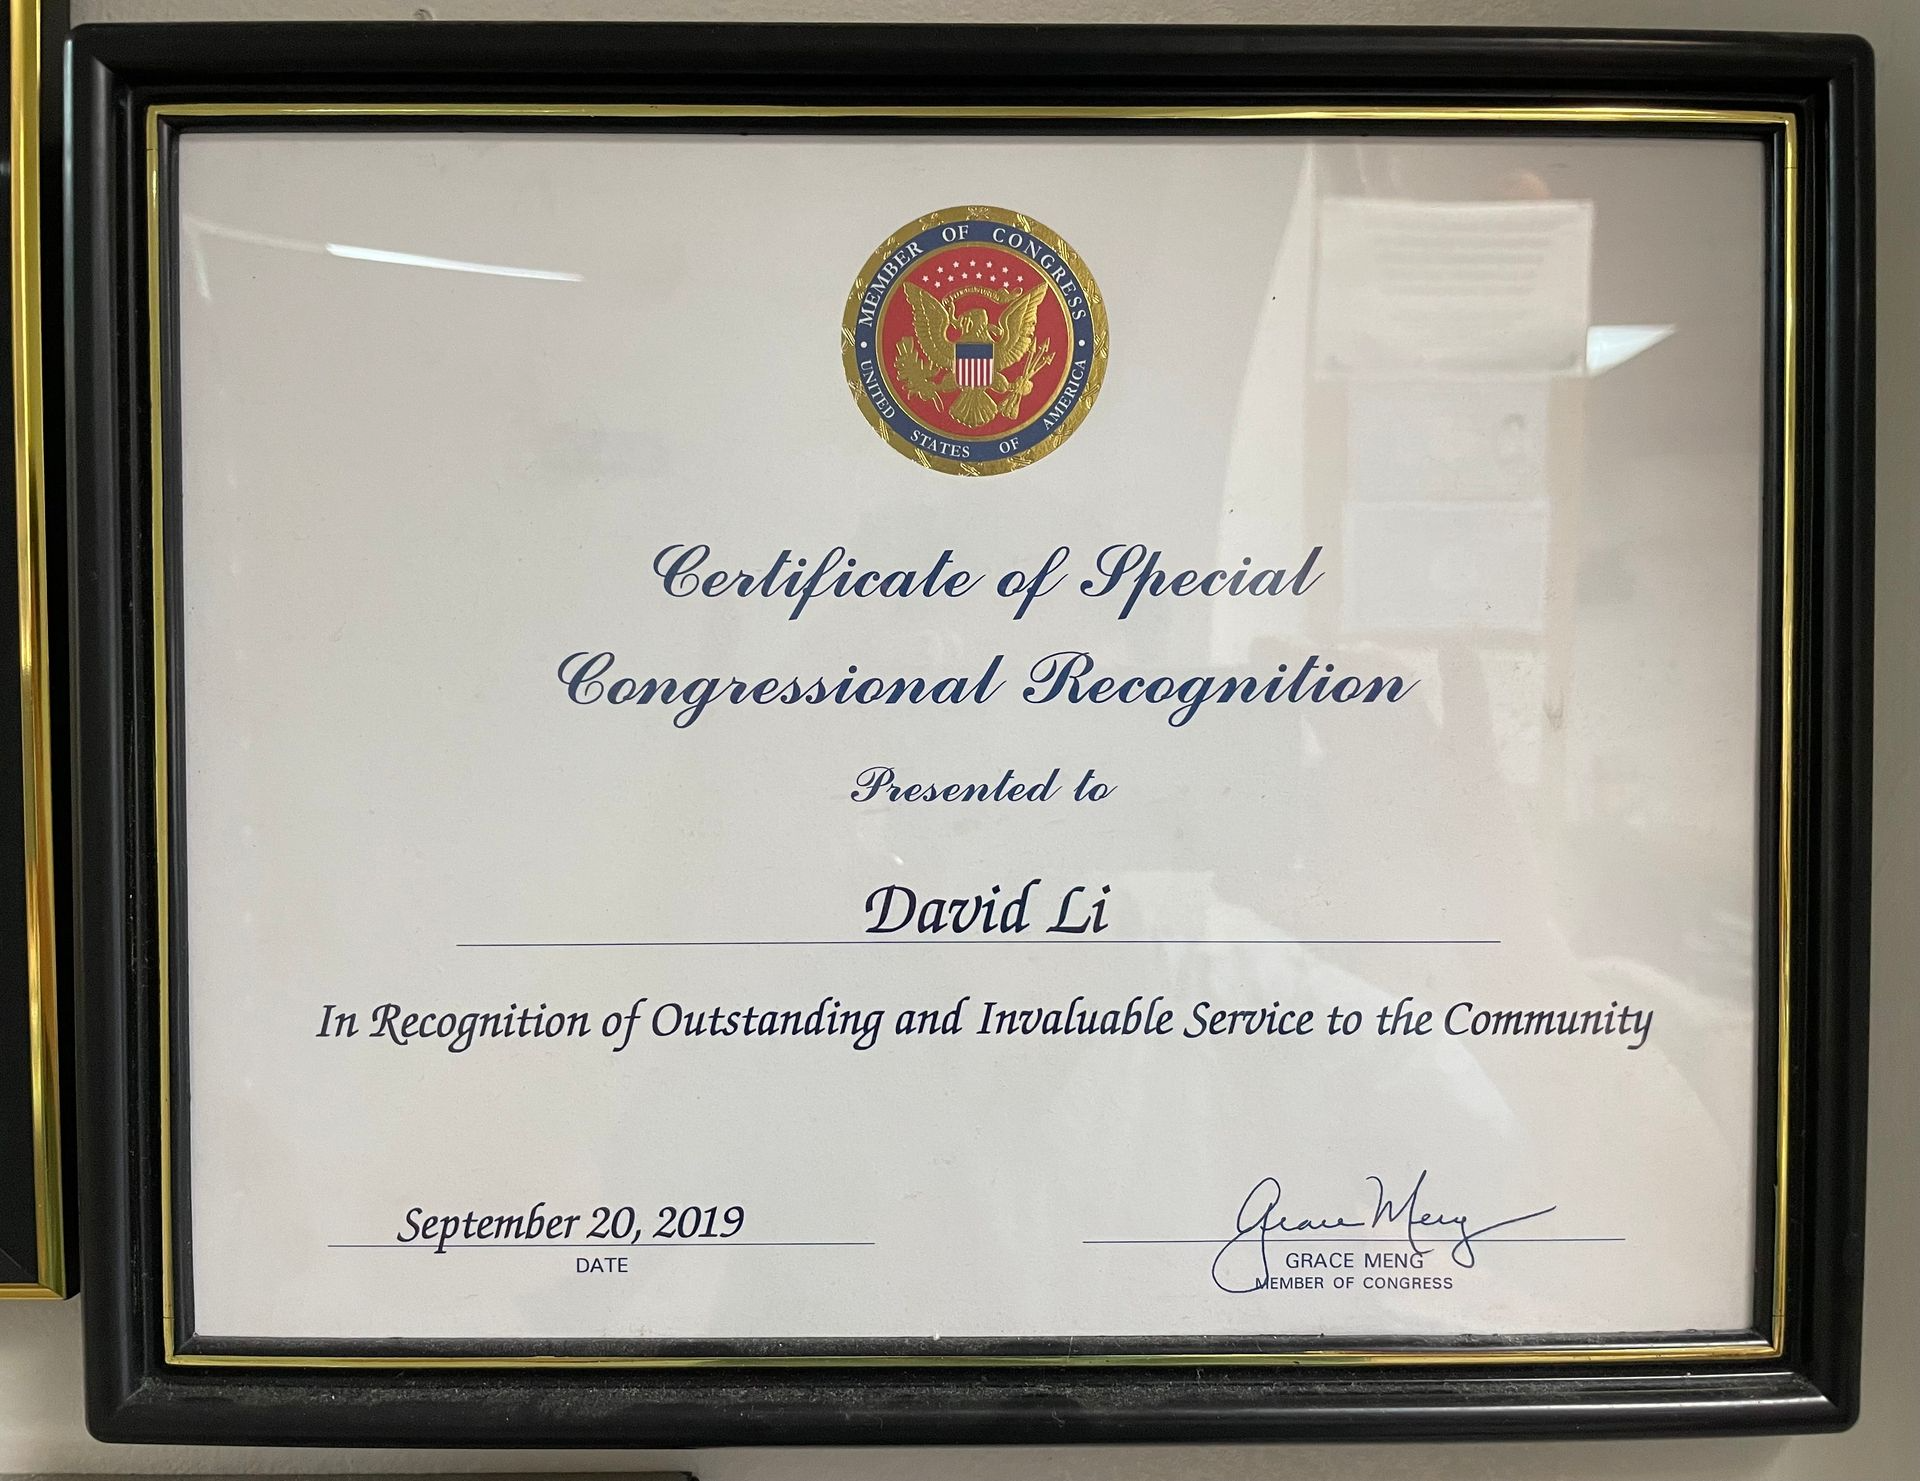 MEMBER OF CONGRESS
UNITED STATES OF AMERICA
Certificate of Special
Congressional Recognition
Presented to
David Li
In Recognition of Outstanding and Invaluable Service to the Community
September 20, 2019
DATE
Grace Meng
GRACE MENG
MEMBER OF CONGRESS